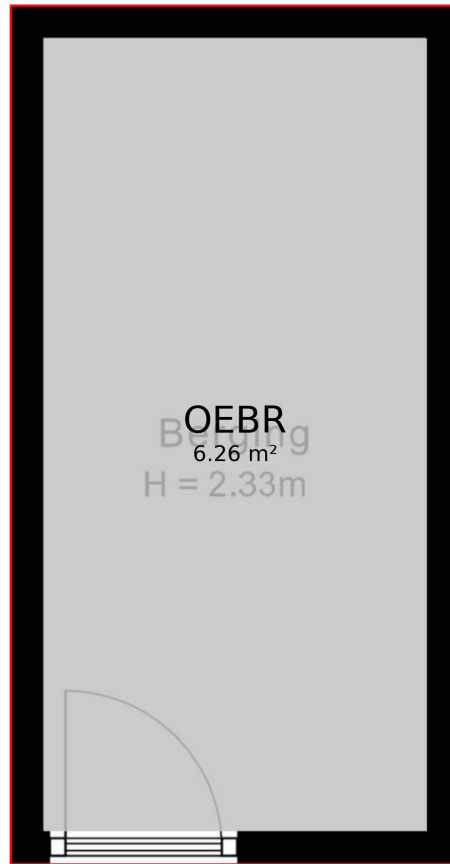 OEBR
Berging
6.26 m²
H = 2.33m